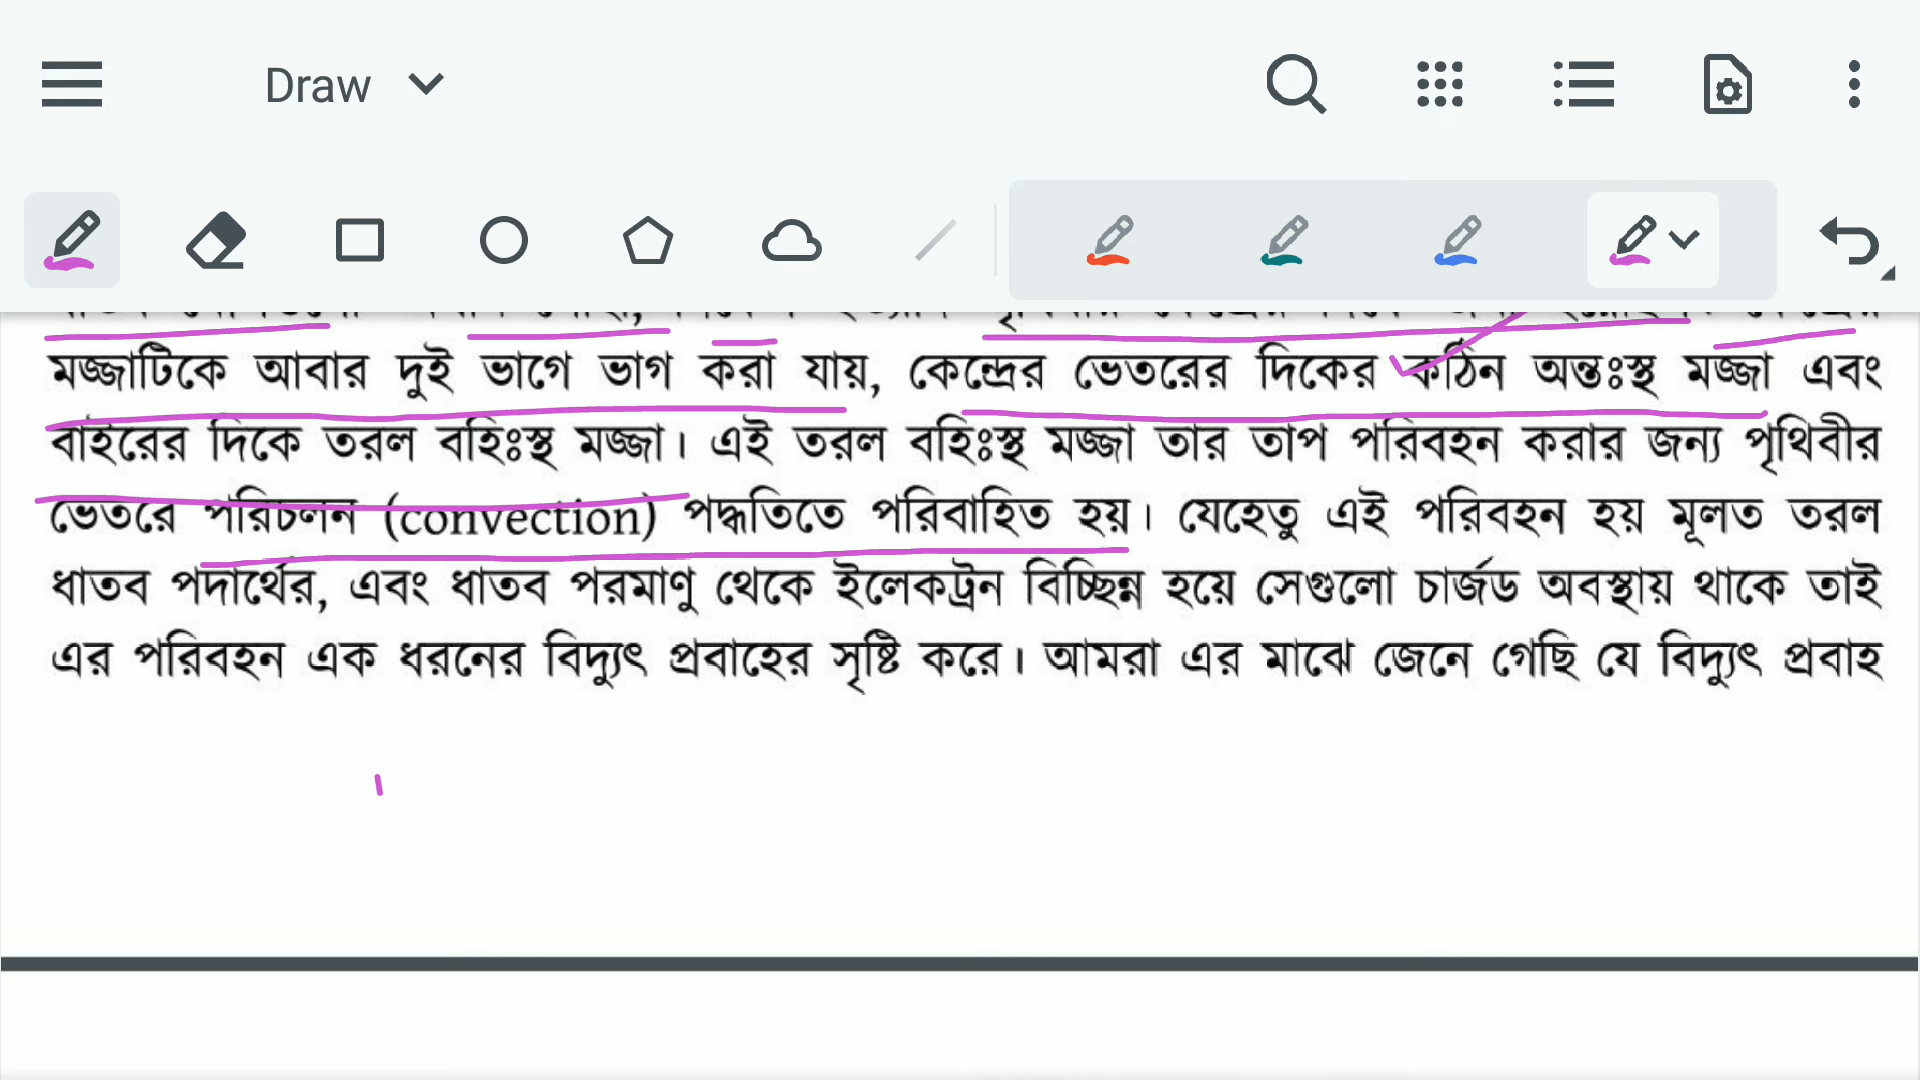 Draw
মজ্জাটিকে আবার দুই ভাগে ভাগ করা যায়, কেন্দ্রের ভেতরের দিকের কঠিন অন্তঃস্থ মজ্জা এবং
বাইরের দিকে তরল বহিঃস্থ মজ্জা। এই তরল বহিঃস্থ মজ্জা তার তাপ পরিবহন করার জন্য পৃথিবীর
ভেতরে পরিচলন (convection) পদ্ধতিতে পরিবাহিত হয়। যেহেতু এই পরিবহন হয় মূলত তরল
ধাতব পদার্থের, এবং ধাতব পরমাণু থেকে ইলেকট্রন বিচ্ছিন্ন হয়ে সেগুলো চার্জড অবস্থায় থাকে তাই
এর পরিবহন এক ধরনের বিদ্যুৎ প্রবাহের সৃষ্টি করে। আমরা এর মাঝে জেনে গেছি যে বিদ্যুৎ প্রবাহ